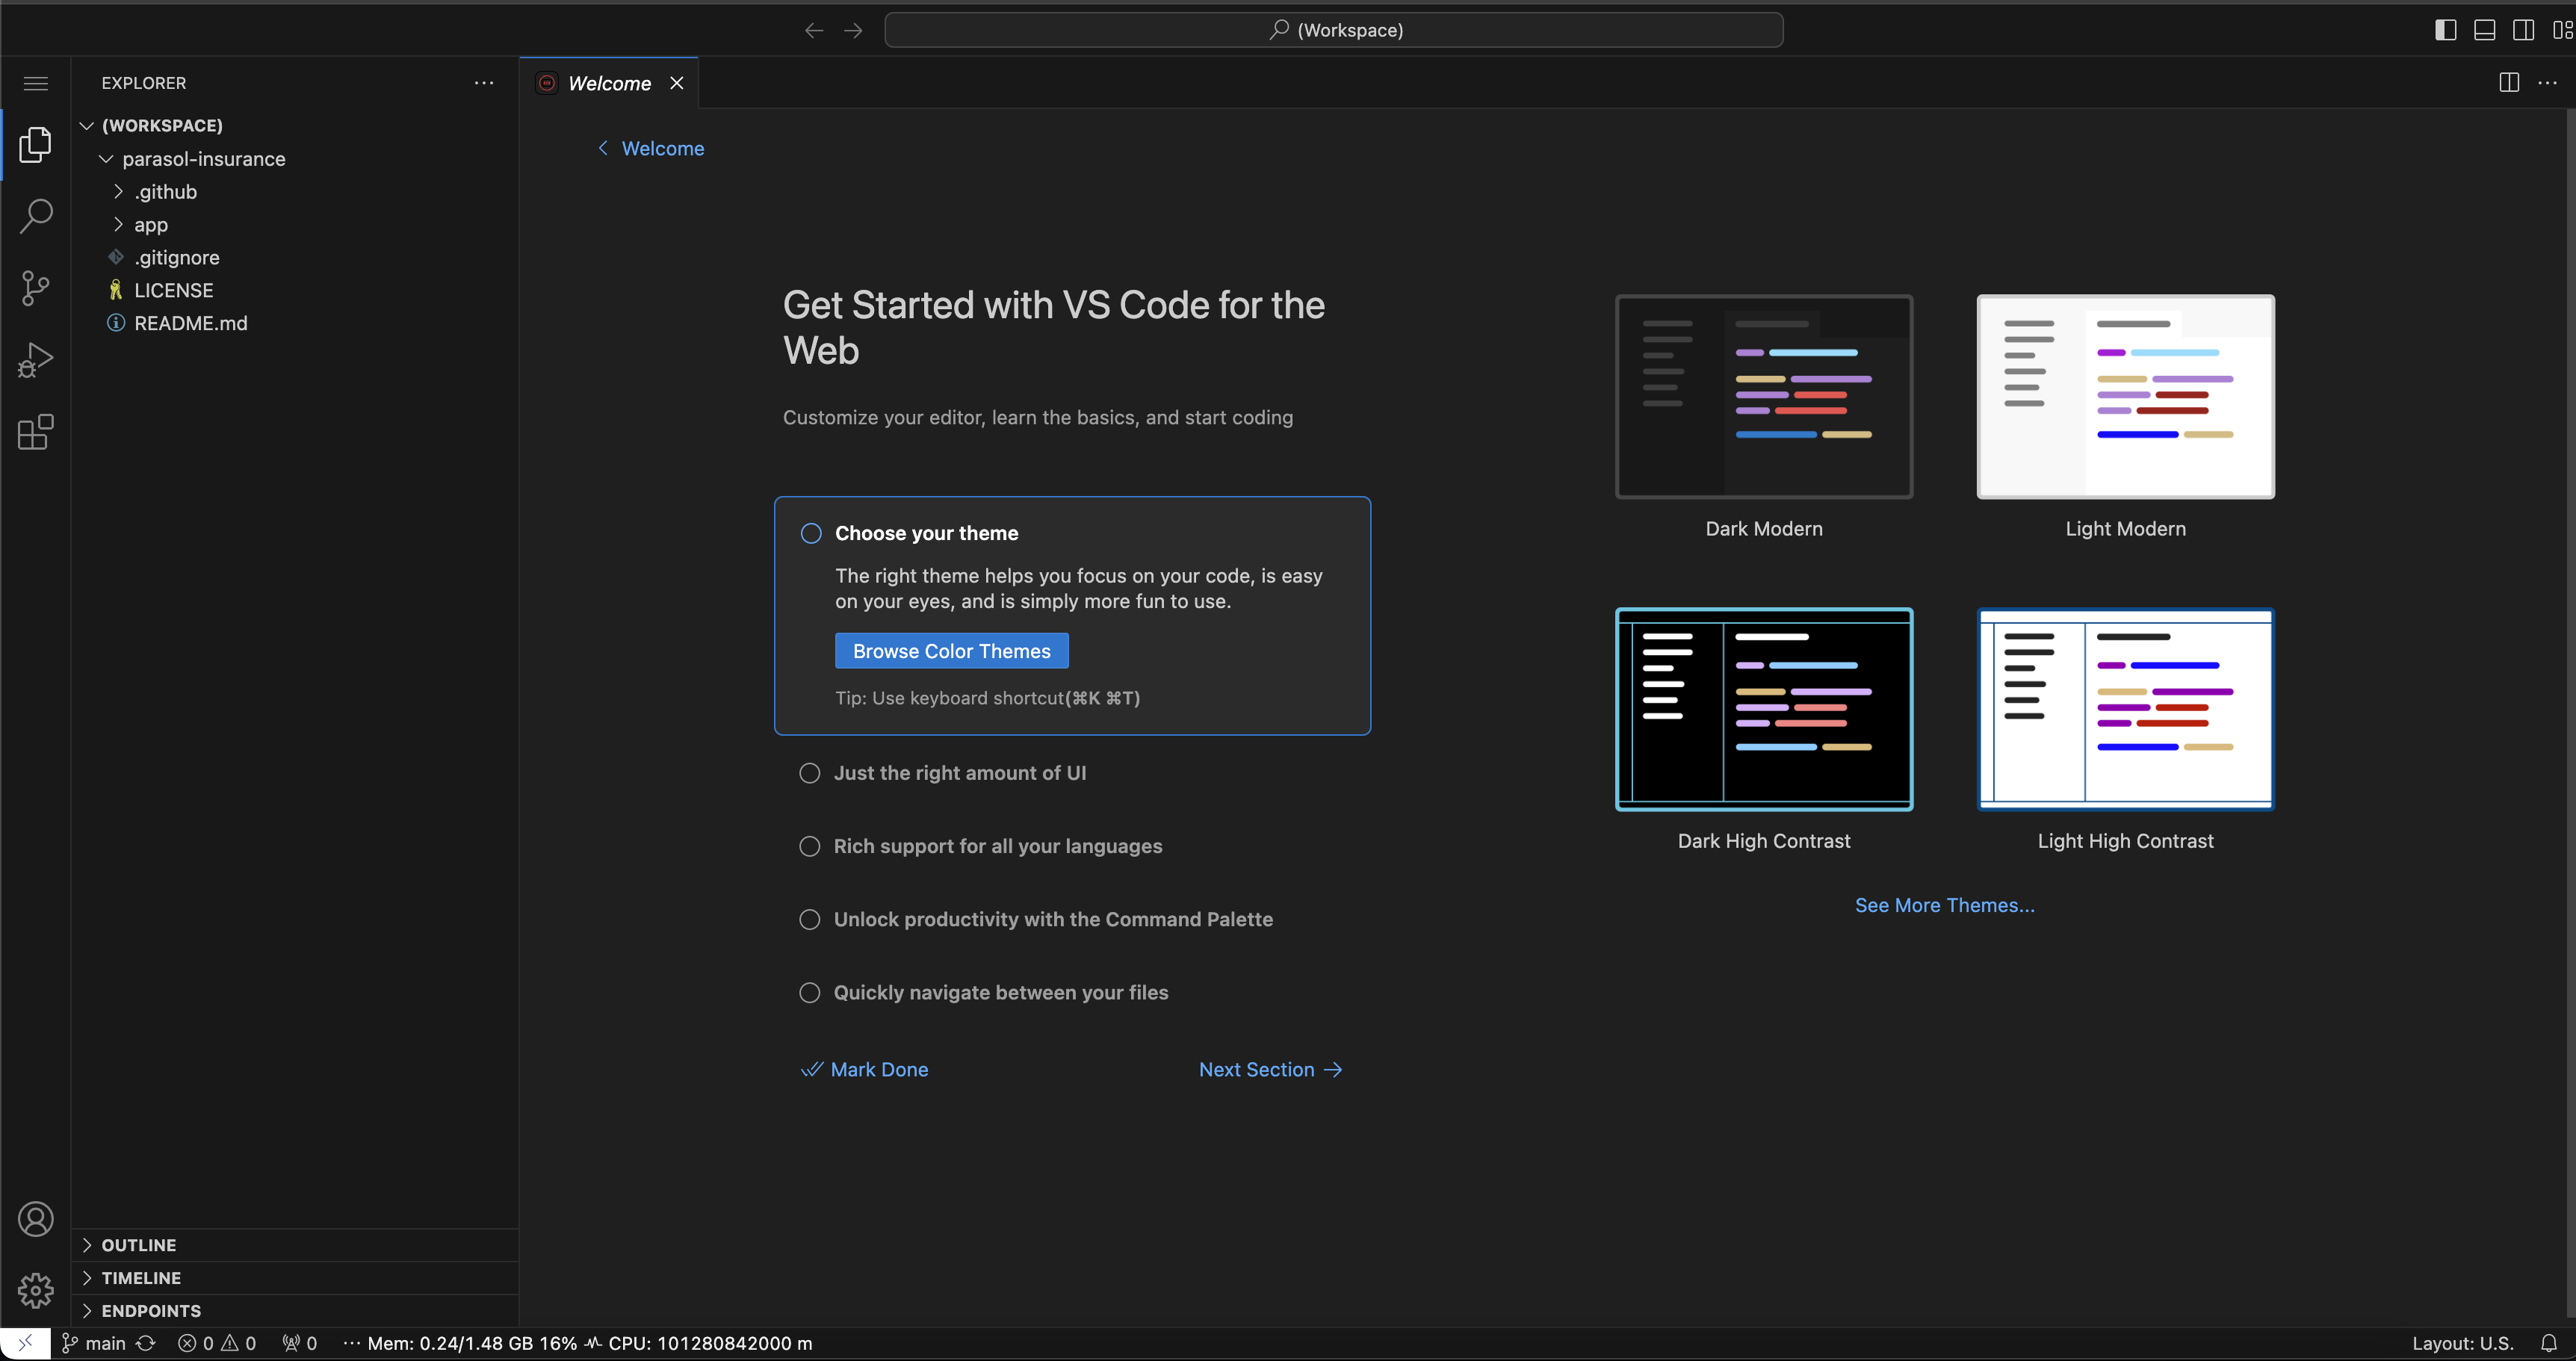 (Workspace)
EXPLORER
Welcome
(WORKSPACE)
parasol-insurance
.github
app
.gitignore
LICENSE
README.md
Welcome
Get Started with VS Code for the
Web
Customize your editor, learn the basics, and start coding
Choose your theme
The right theme helps you focus on your code, is easy
on your eyes, and is simply more fun to use.
Browse Color Themes
Tip: Use keyboard shortcut(⌘K ⌘T)
Just the right amount of UI
Rich support for all your languages
Unlock productivity with the Command Palette
Quickly navigate between your files
Mark Done
Next Section
Dark Modern
Light Modern
Dark High Contrast
Light High Contrast
See More Themes...
OUTLINE
TIMELINE
ENDPOINTS
main 0 0 0 ··· Mem: 0.24/1.48 GB 16% CPU: 101280842000 m Layout: U.S.